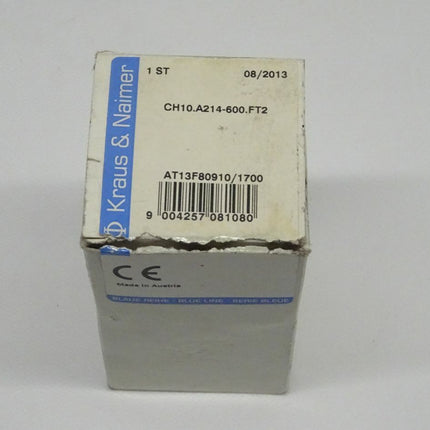 1 ST 08/2013
CH10.A214-600.FT2
AT13F80910/1700
9 004257 081080
Kraus & Naimer
CE
Made in Austria
BLAUE REIHE · BLUE LINE · SERIE BLEUE